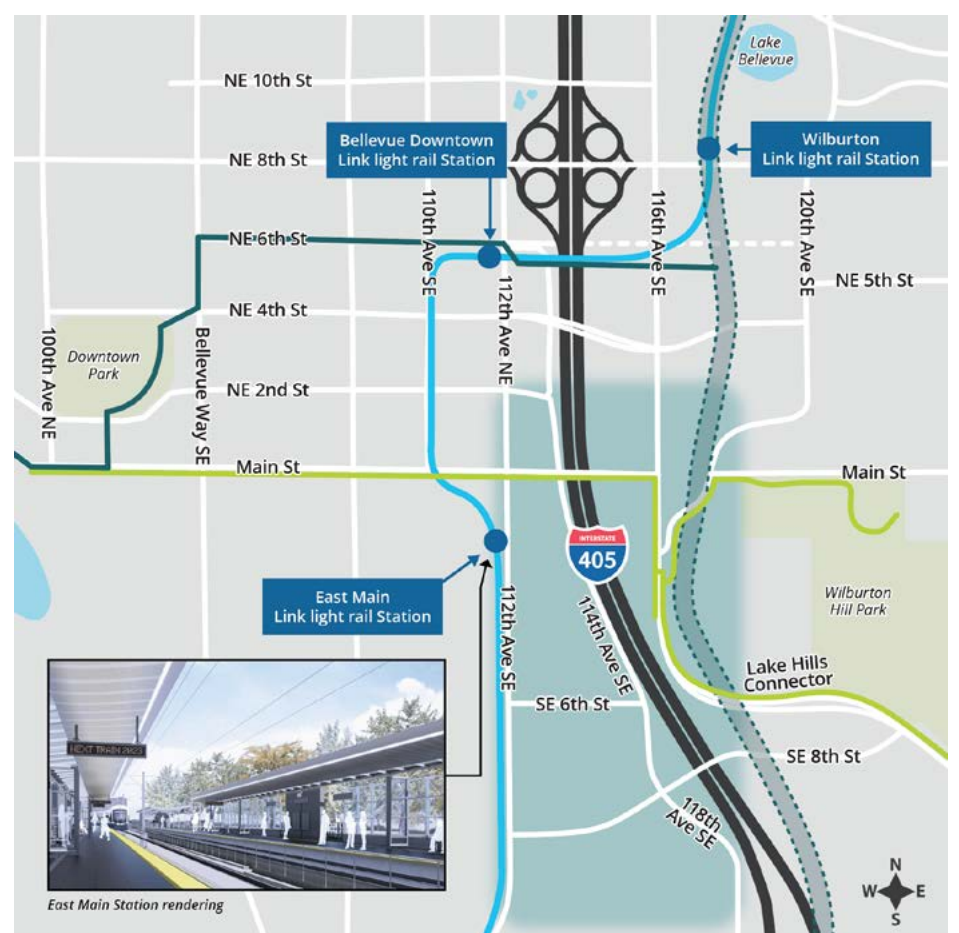 Lake
Bellevue
NE 10th St
Bellevue Downtown
Link light rail Station
Wilburton
Link light rail Station
NE 8th St
110th Ave SE
116th Ave SE
120th Ave SE
NE 6th St
112th Ave NE
NE 5th St
NE 4th St
100th Ave NE
Downtown
Park
Bellevue Way SE
NE 2nd St
Main St
Main St
INTERSTATE
405
East Main
Link light rail Station
112th Ave SE
114th Ave SE
Wilburton
Hill Park
Lake Hills
Connector
SE 6th St
NEXT TRAIN 2023
SE 8th St
118th
Ave SE
N
W
E
S
East Main Station rendering